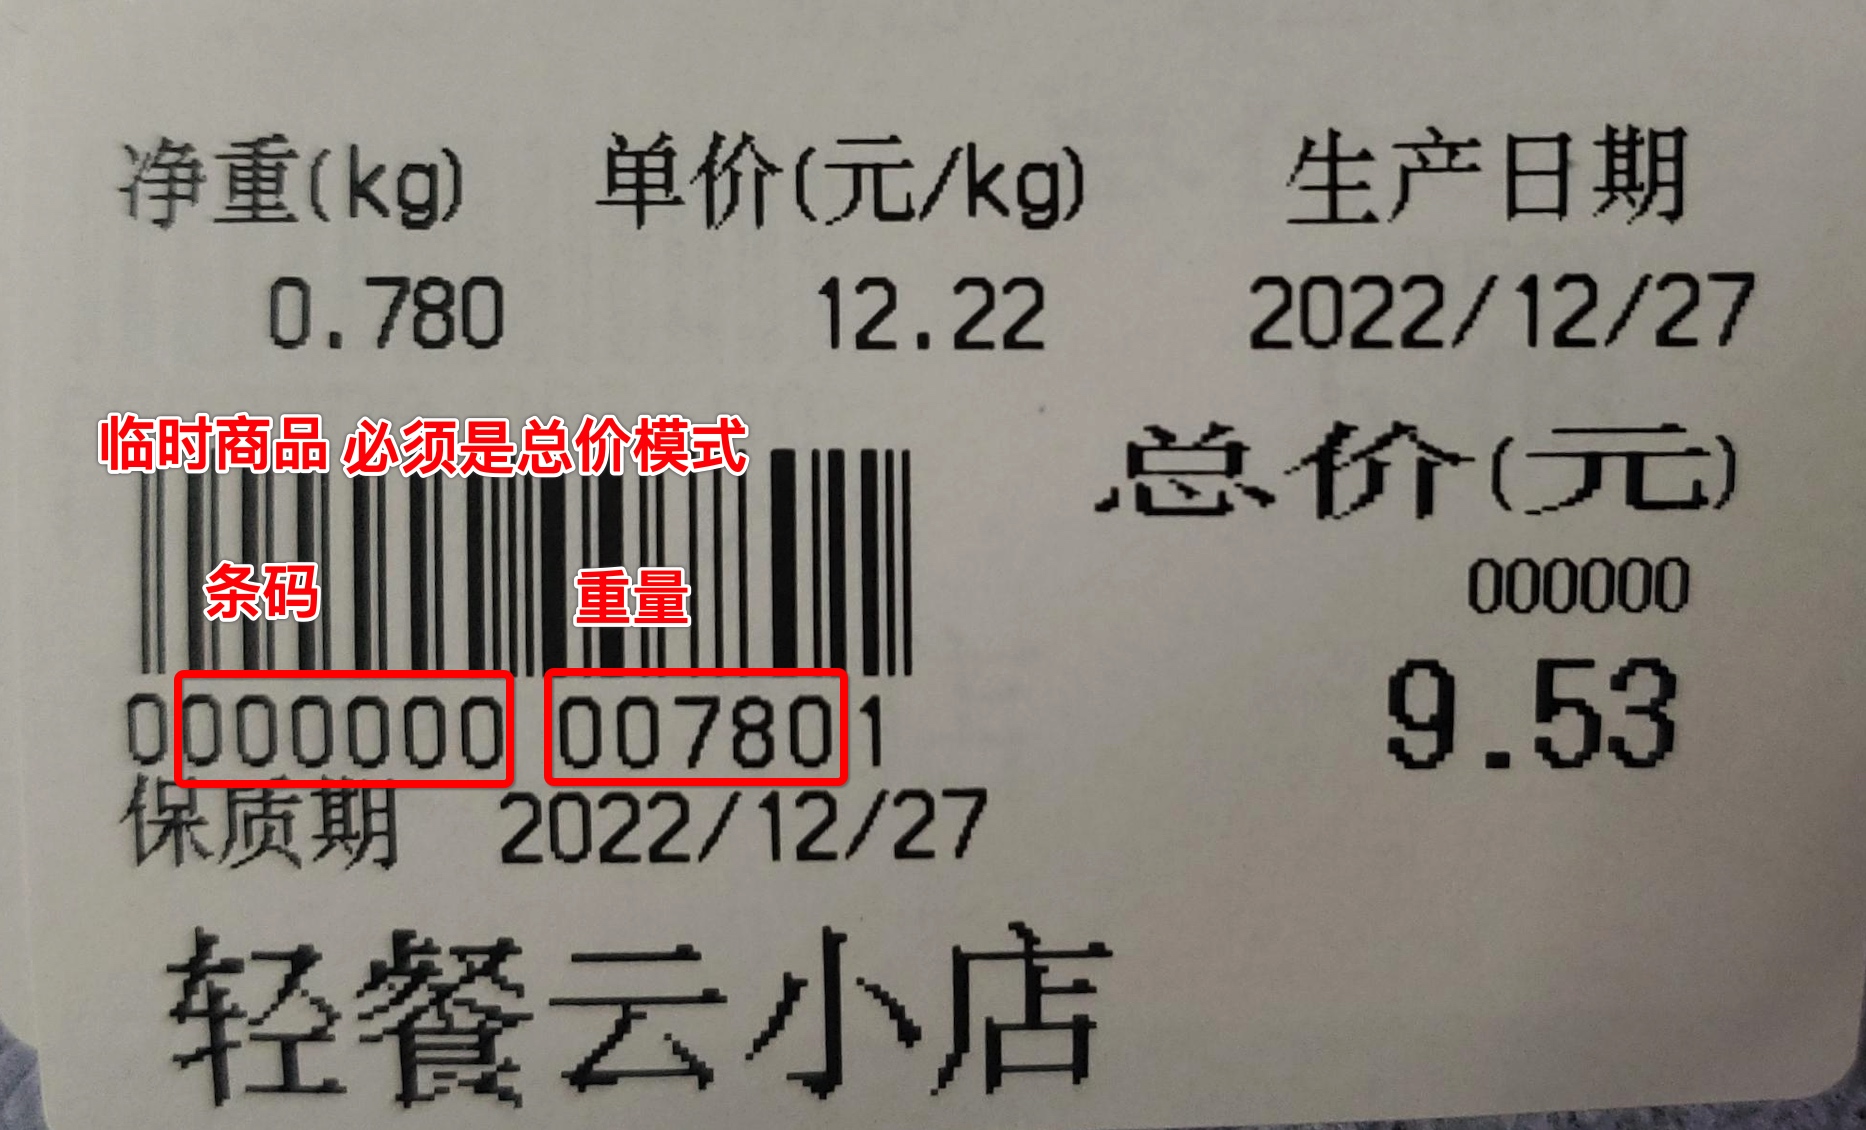 净重(kg) 单价(元/kg) 生产日期
0.780 12.22 2022/12/27
临时商品 必须是总价模式
总价(元)
条码 重量
000000
0000000 007801
9.53
保质期 2022/12/27
轻餐云小店